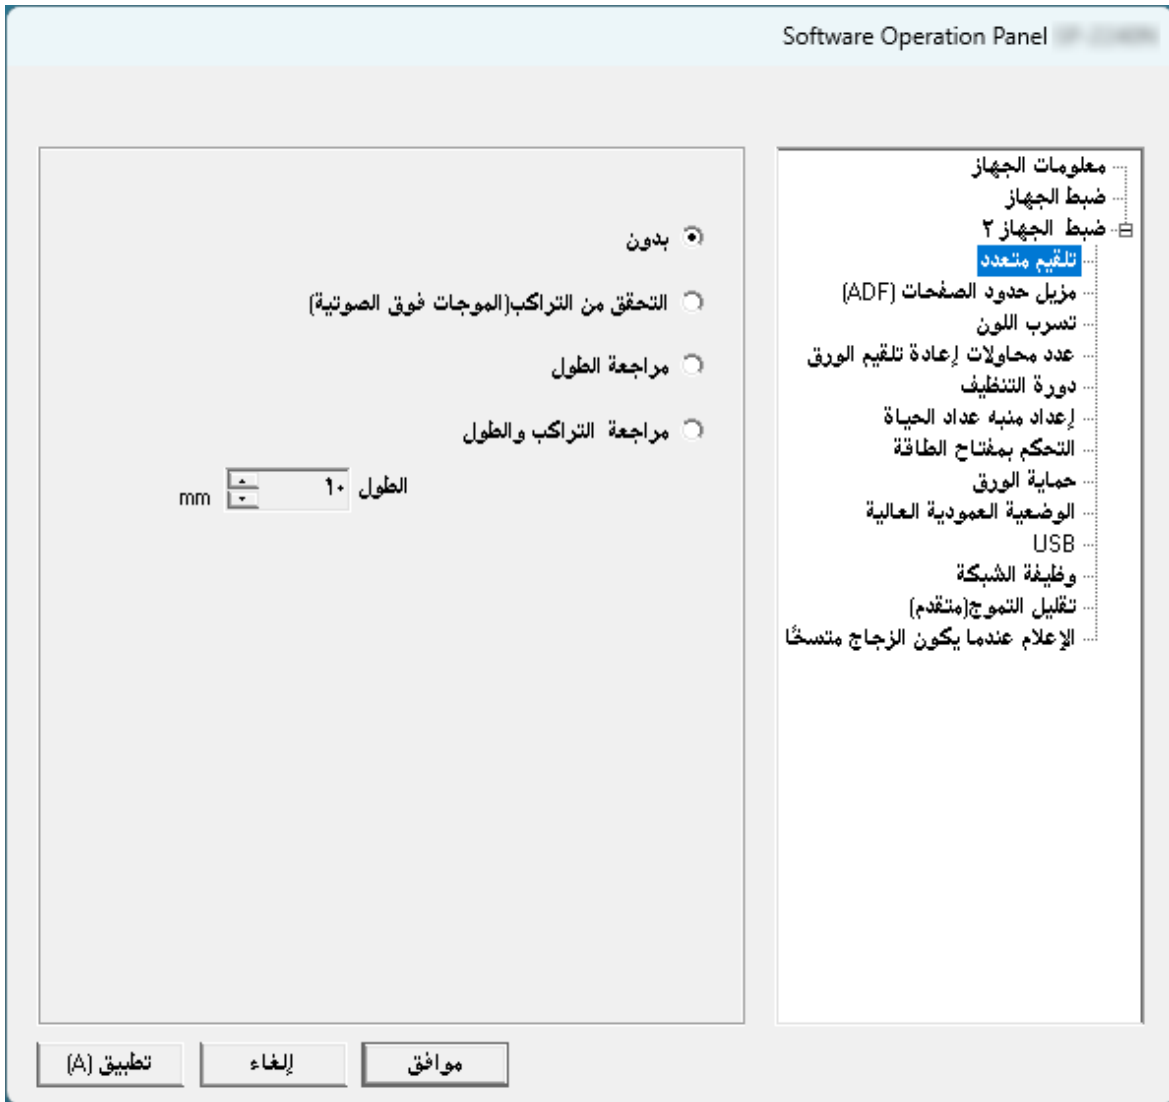 Software Operation Panel
معلومات الجهاز
ضبط الجهاز
ضبط الجهاز ٢
تلقيم متعدد
مزيل حدود الصفحات (ADF)
تسرب اللون
عدد محاولات إعادة تلقيم الورق
دورة التنظيف
إعداد منبه عداد الحياة
التحكم بمفتاح الطاقة
حماية الورق
الوضعية العمودية العالية
USB
وظيفة الشبكة
تقليل التموج(متقدم)
الإعلام عندما يكون الزجاج متسخًا
بدون
التحقق من التراكب(الموجات فوق الصوتية)
مراجعة الطول
مراجعة التراكب والطول
الطول ١٠ mm
موافق
إلغاء
تطبيق (A)